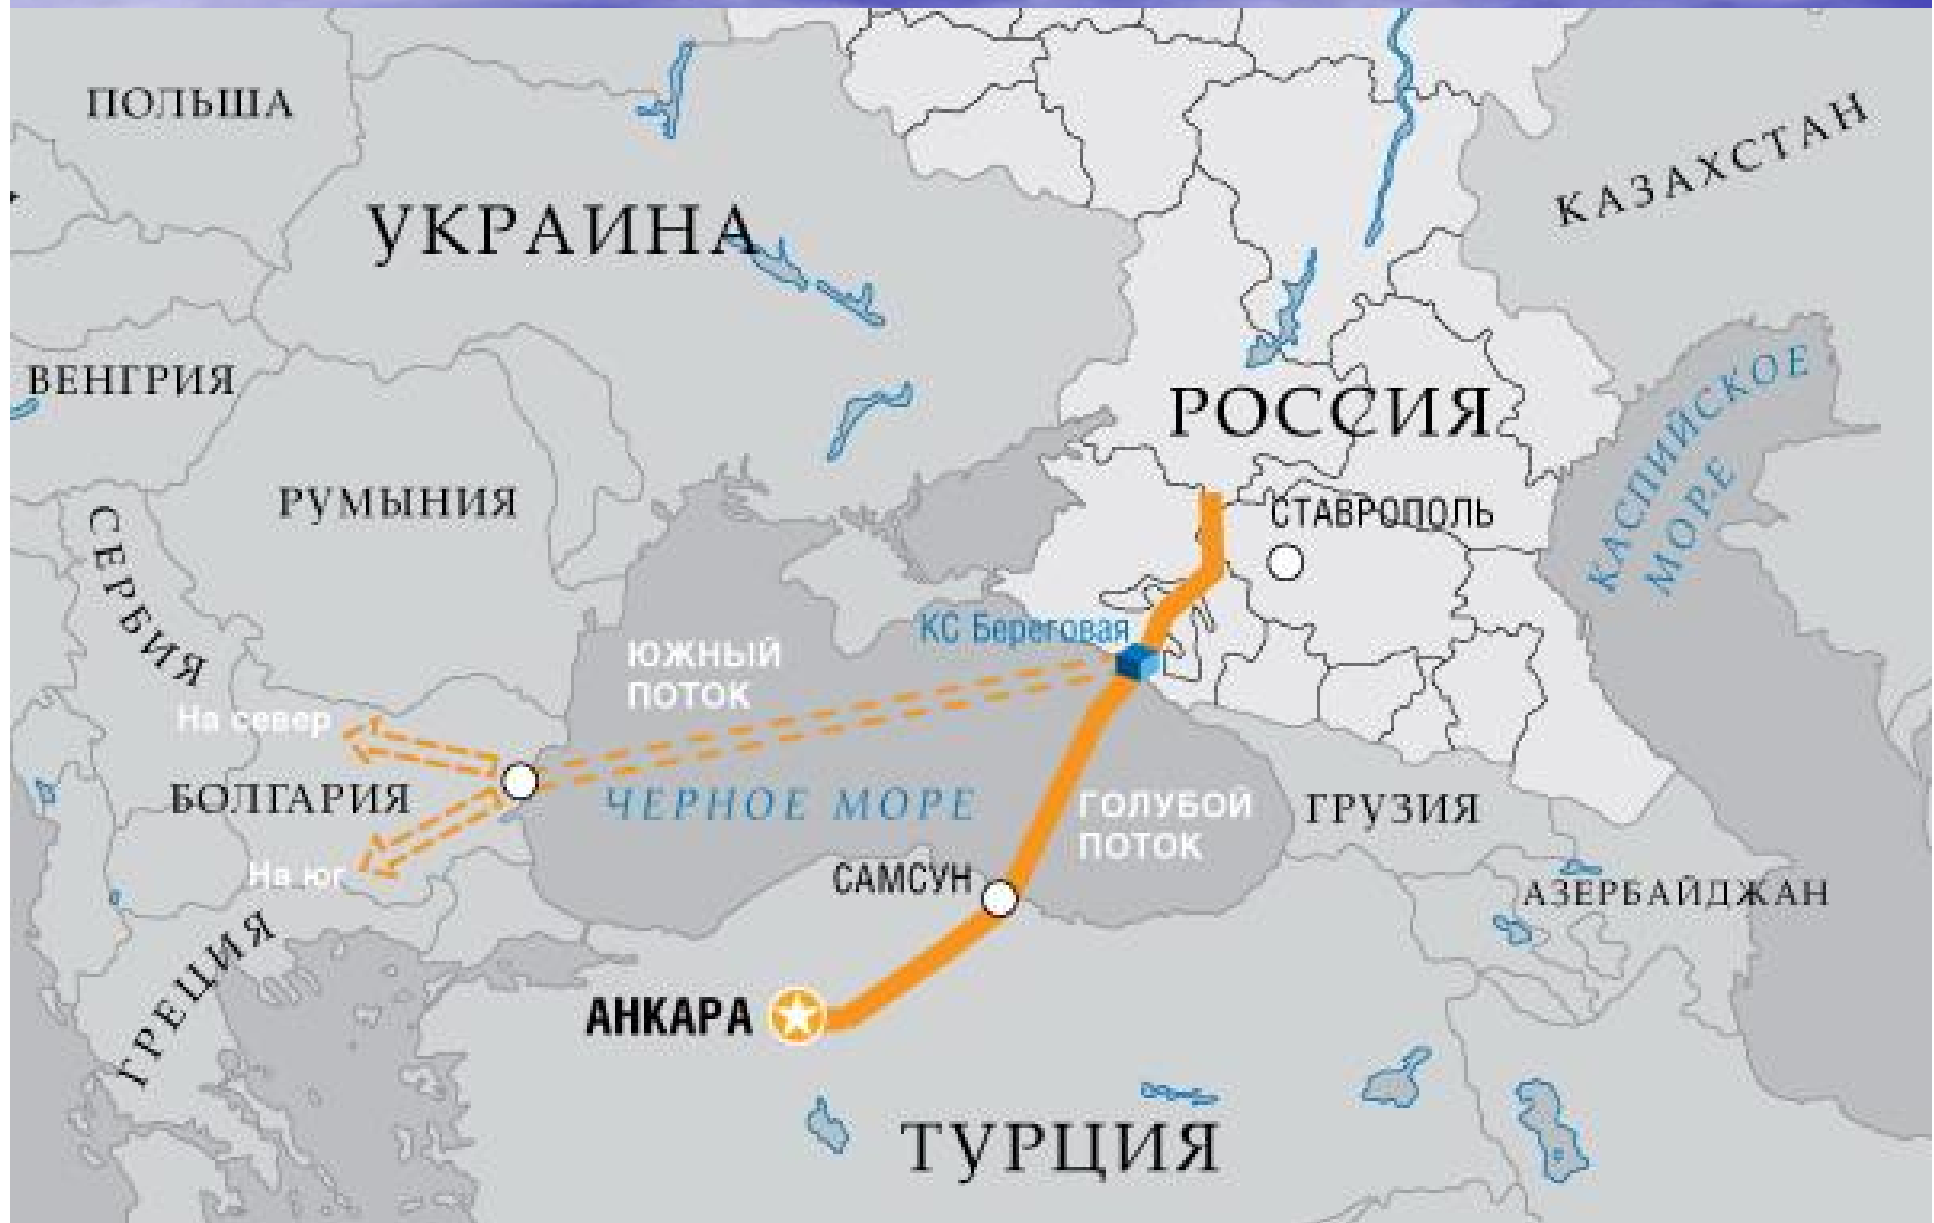 ПОЛЬША
УКРАИНА
КАЗАХСТАН
ВЕНГРИЯ
РОССИЯ
КАСПИЙСКОЕ
МОРЕ
РУМЫНИЯ
СТАВРОПОЛЬ
СЕРБИЯ
КС Береговая
ЮЖНЫЙ
ПОТОК
На север
БОЛГАРИЯ
ЧЕРНОЕ МОРЕ
ГОЛУБОЙ
ПОТОК
ГРУЗИЯ
На юг
САМСУН
АЗЕРБАЙДЖАН
ГРЕЦИЯ
АНКАРА
ТУРЦИЯ